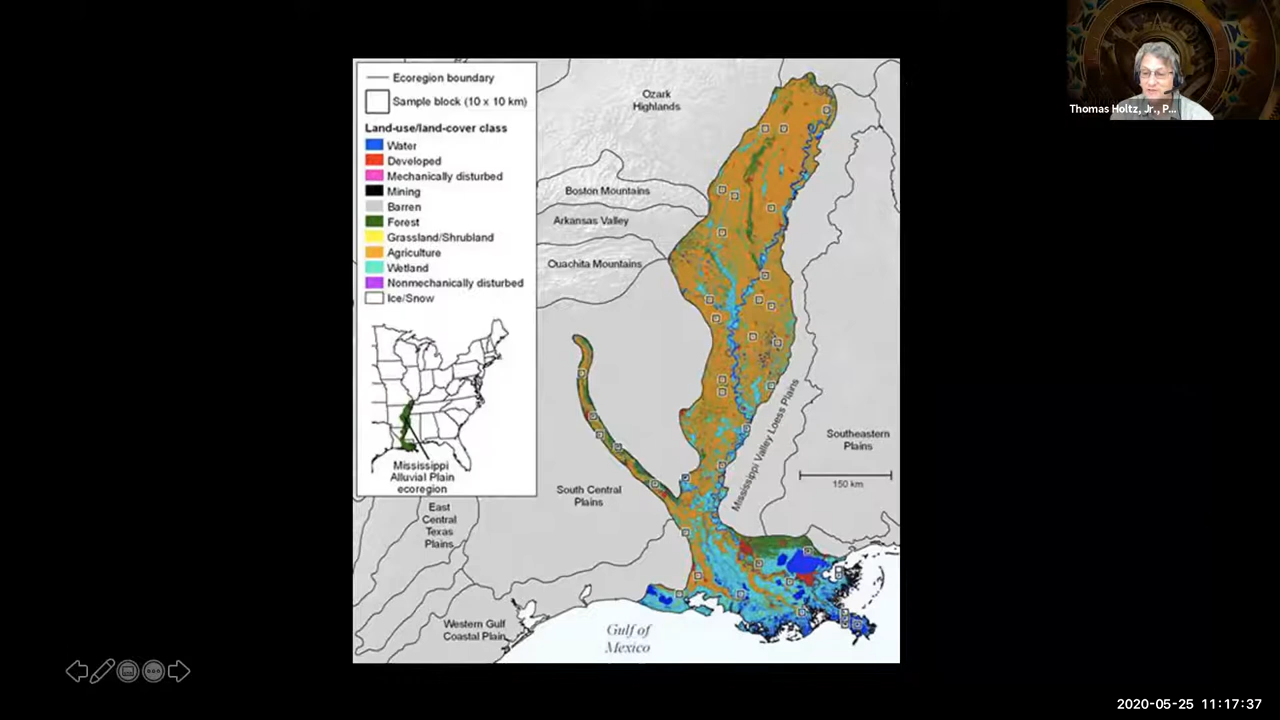 Ecoregion boundary
Sample block (10 x 10 km)
Land-use/land-cover class
Water
Developed
Mechanically disturbed
Mining
Barren
Forest
Grassland/Shrubland
Agriculture
Wetland
Nonmechanically disturbed
Ice/Snow
Mississippi
Alluvial Plain
ecoregion
Ozark
Highlands
Boston Mountains
Arkansas Valley
Ouachita Mountains
Mississippi Valley Loess Plains
Southeastern
Plains
150 km
South Central
Plains
East
Central
Texas
Plains
Western Gulf
Coastal Plain
Gulf of
Mexico
Thomas Holtz, Jr., P...
2020-05-25 11:17:37